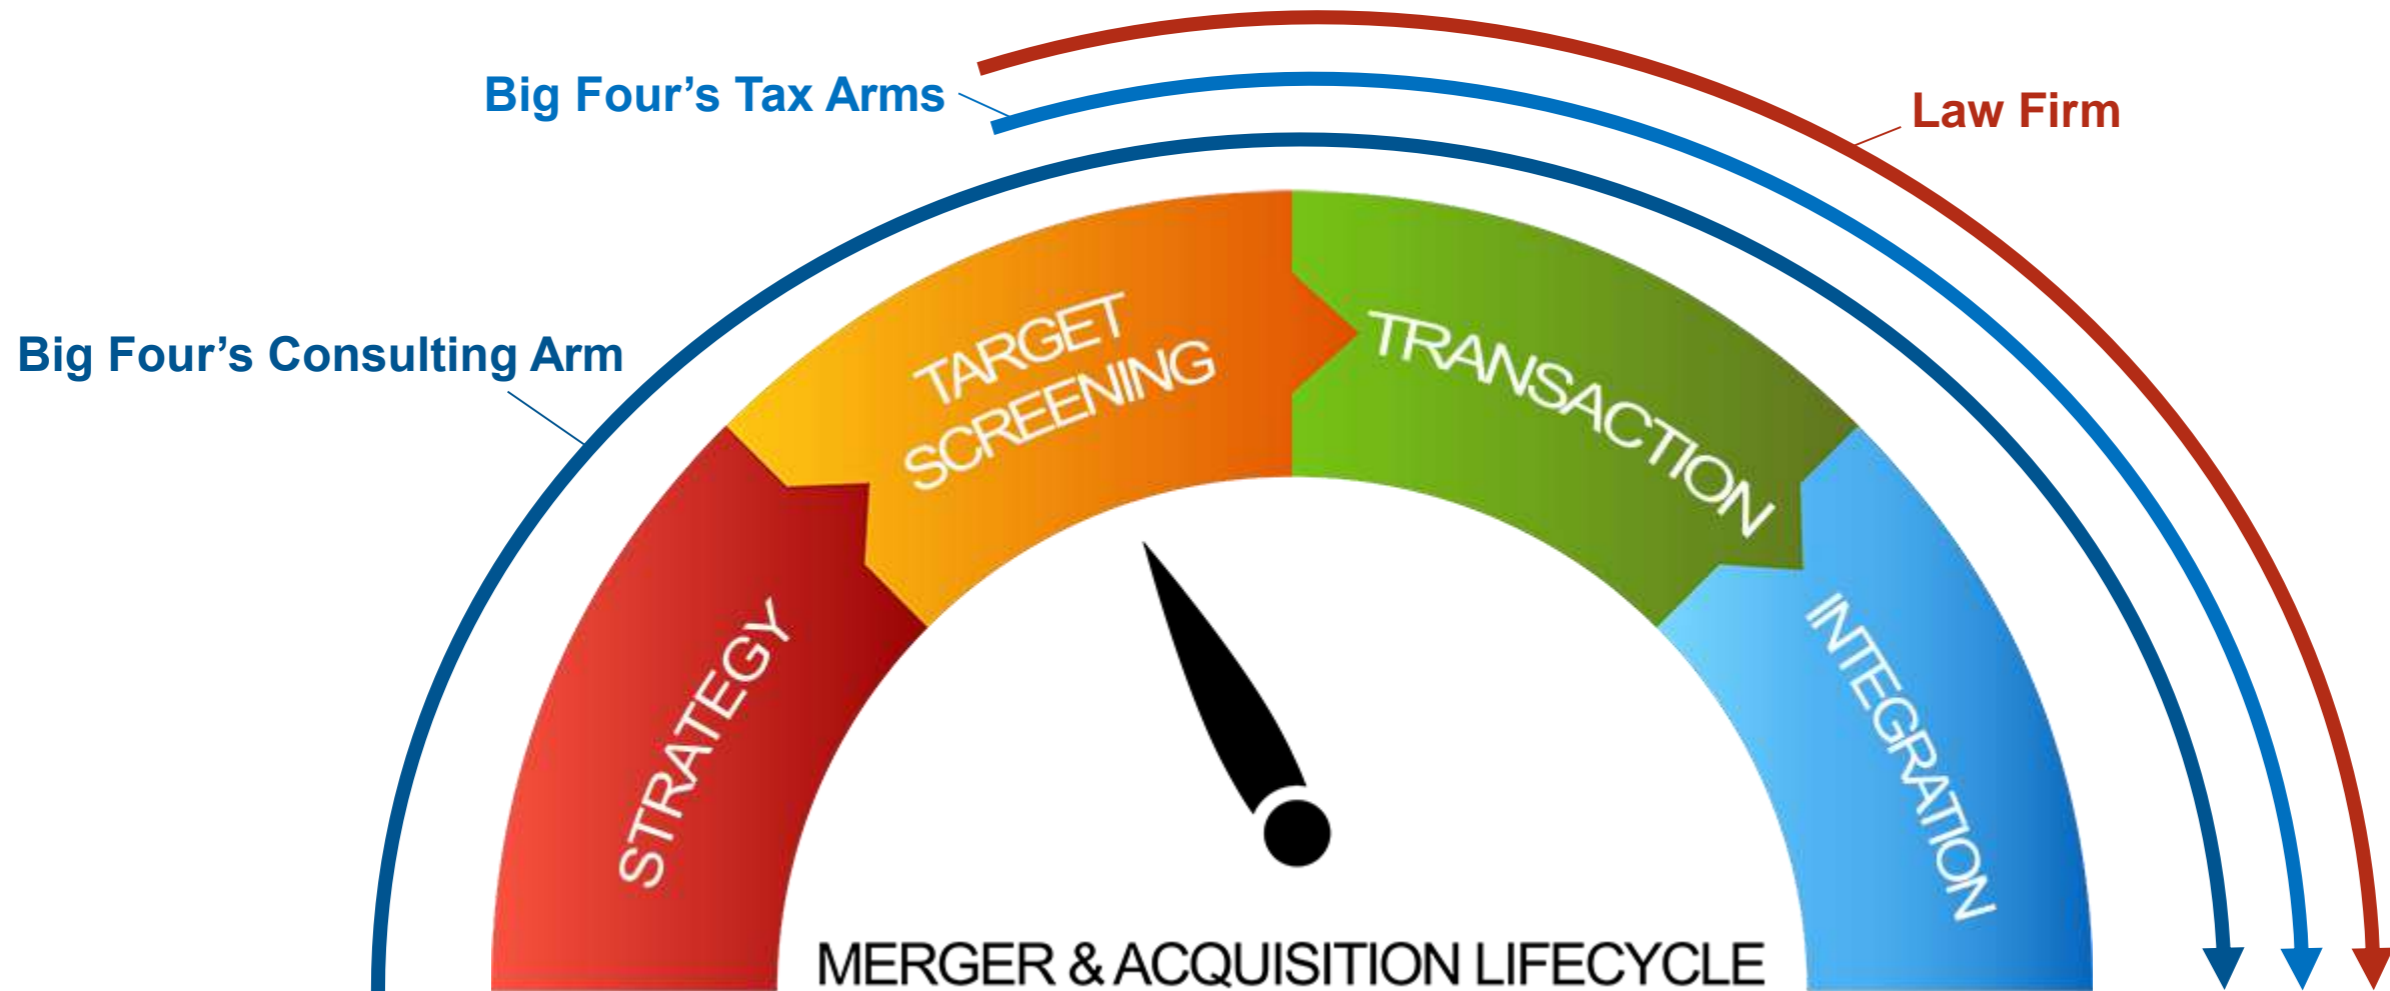 Big Four’s Tax Arms
Law Firm
Big Four’s Consulting Arm
TARGET
SCREENING
TRANSACTION
STRATEGY
INTEGRATION
MERGER & ACQUISITION LIFECYCLE